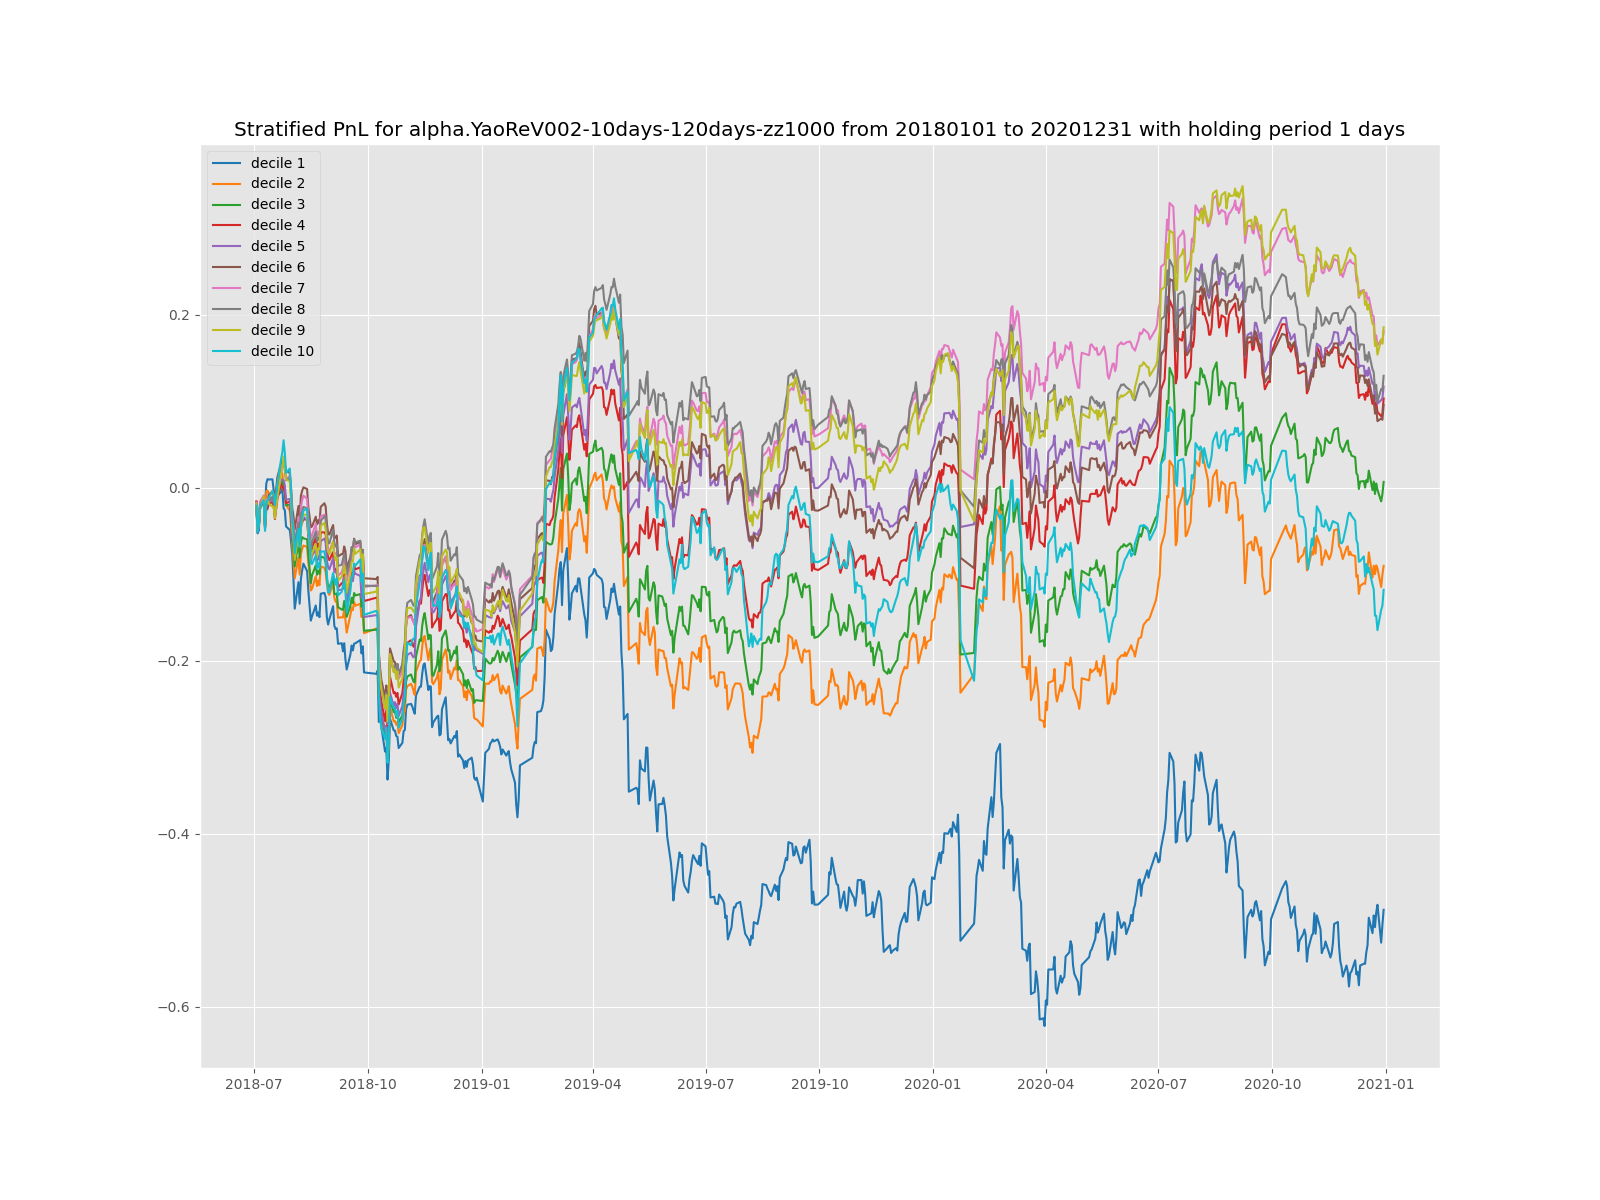 Stratified PnL for alpha.YaoReV002-10days-120days-zz1000 from 20180101 to 20201231 with holding period 1 days
decile 1
decile 2
decile 3
decile 4
decile 5
decile 6
decile 7
decile 8
decile 9
decile 10
0.2
0.0
−0.2
−0.4
−0.6
2018-07 2018-10 2019-01 2019-04 2019-07 2019-10 2020-01 2020-04 2020-07 2020-10 2021-01